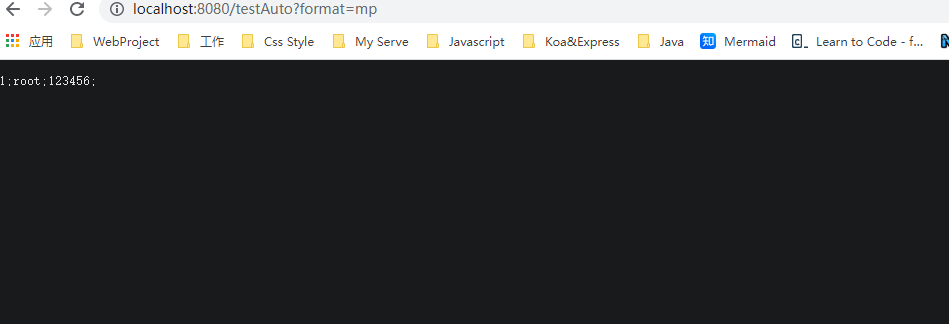 localhost:8080/testAuto?format=mp
应用 WebProject 工作 Css Style My Serve Javascript Koa&Express Java 知 Mermaid Learn to Code - f...
1;root;123456;